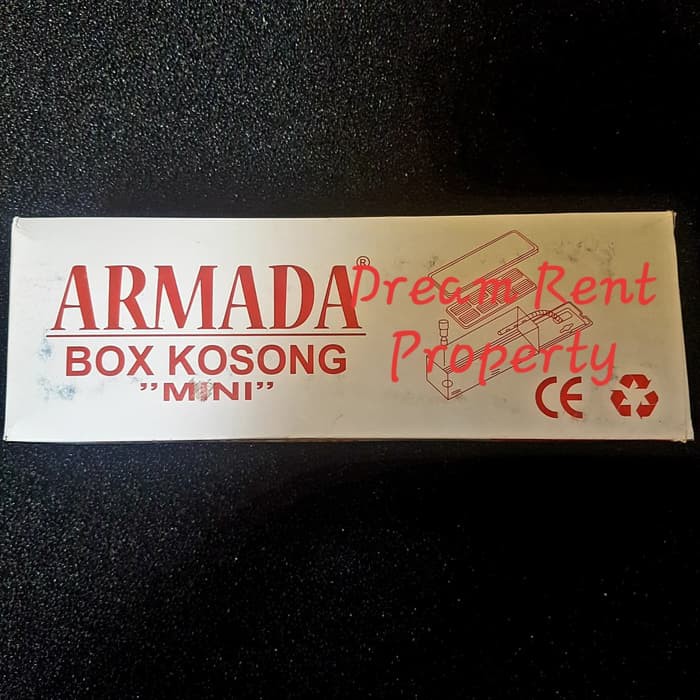 ARMADA®
BOX KOSONG
"MINI"
Dream Rent
Property
CE